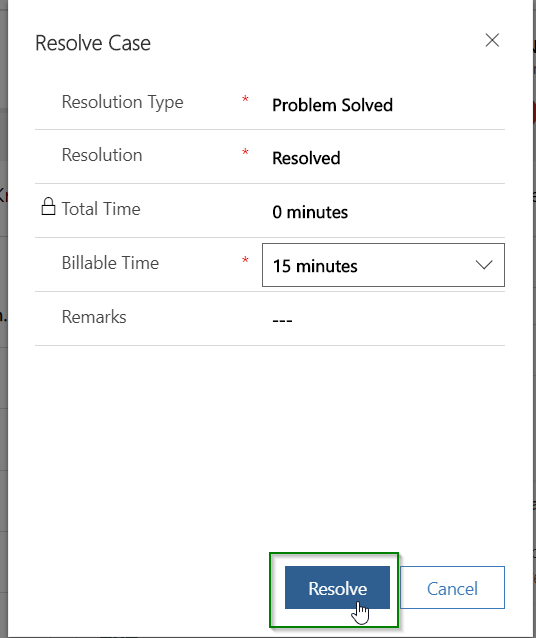 Resolve Case
Resolution Type * Problem Solved
Resolution * Resolved
Total Time 0 minutes
Billable Time * 15 minutes
Remarks ---
Resolve Cancel